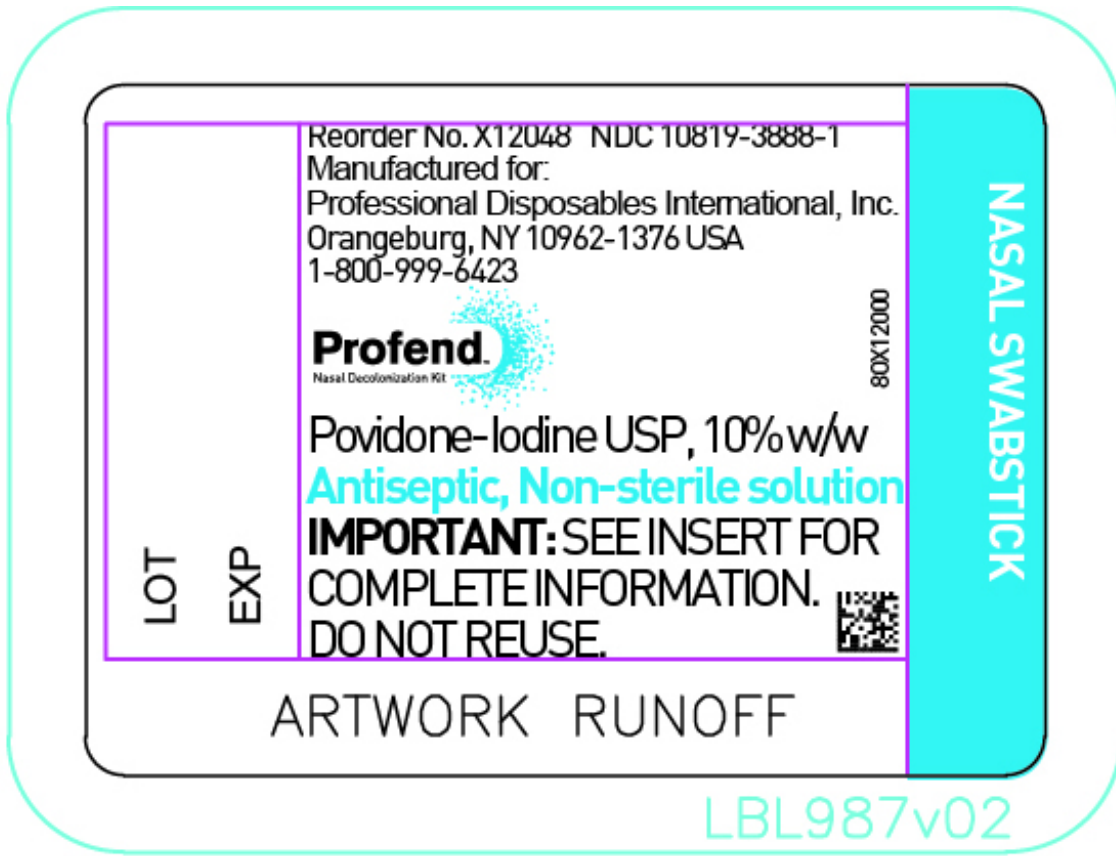 Reorder No. X12048 NDC 10819-3888-1
Manufactured for:
Professional Disposables International, Inc.
Orangeburg, NY 10962-1376 USA
1-800-999-6423
Profend™
Nasal Decolonization Kit
80X12000
Povidone-Iodine USP, 10% w/w
Antiseptic, Non-sterile solution
IMPORTANT: SEE INSERT FOR
COMPLETE INFORMATION.
DO NOT REUSE.
LOT
EXP
NASAL SWABSTICK
ARTWORK RUNOFF
LBL987v02